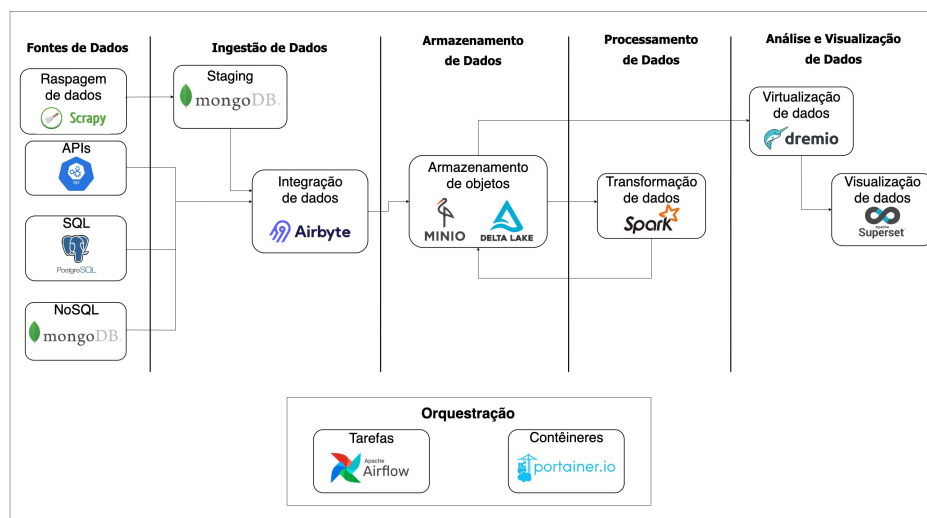 Fontes de Dados
Ingestão de Dados
Armazenamento
de Dados
Processamento
de Dados
Análise e Visualização
de Dados
Raspagem
de dados
Scrapy
Staging
mongoDB.
APIs
SQL
PostgreSQL
NoSQL
mongoDB.
Integração
de dados
Airbyte
Armazenamento
de objetos
MINIO
DELTA LAKE
Transformação
de dados
Spark
Virtualização
de dados
dremio
Visualização
de dados
Apache
Superset
Orquestração
Tarefas
Apache
Airflow
Contêineres
portainer.io